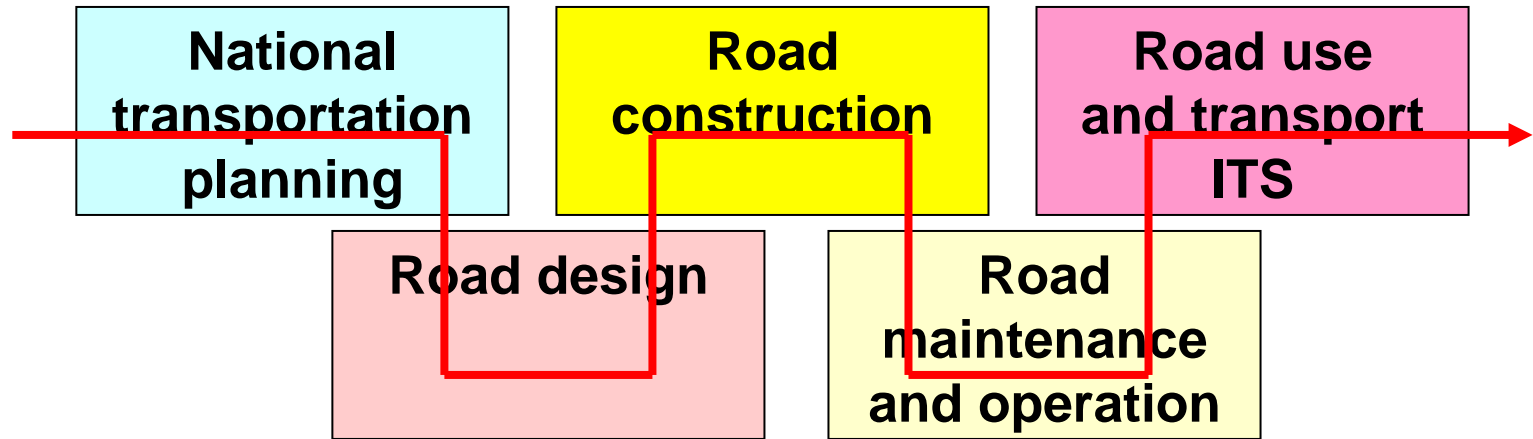 National
transportation
planning
Road design
Road
construction
Road
maintenance
and operation
Road use
and transport
ITS